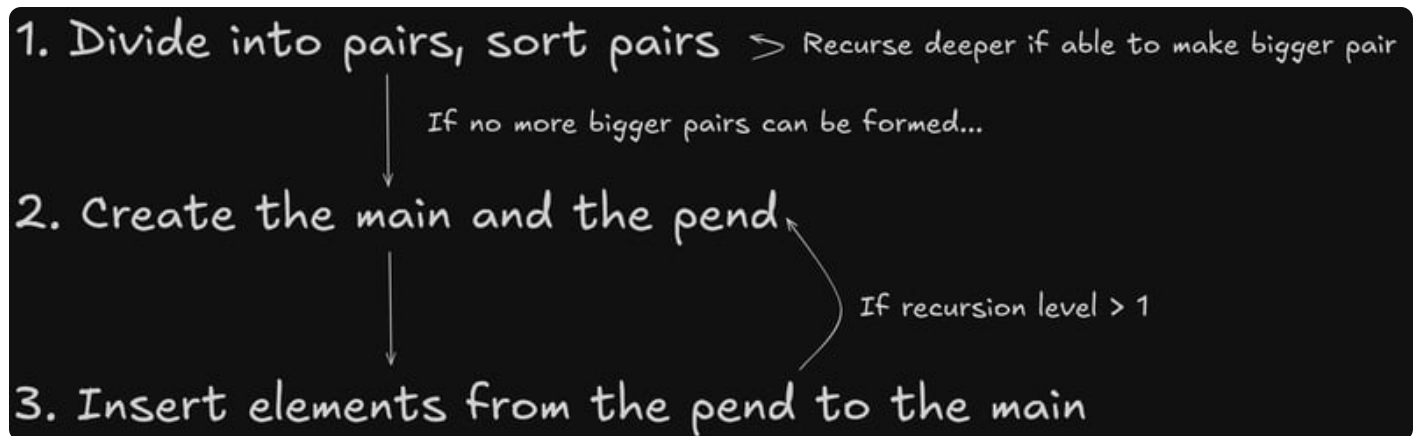 1. Divide into pairs, sort pairs
Recurse deeper if able to make bigger pair
If no more bigger pairs can be formed...
2. Create the main and the pend
If recursion level > 1
3. Insert elements from the pend to the main